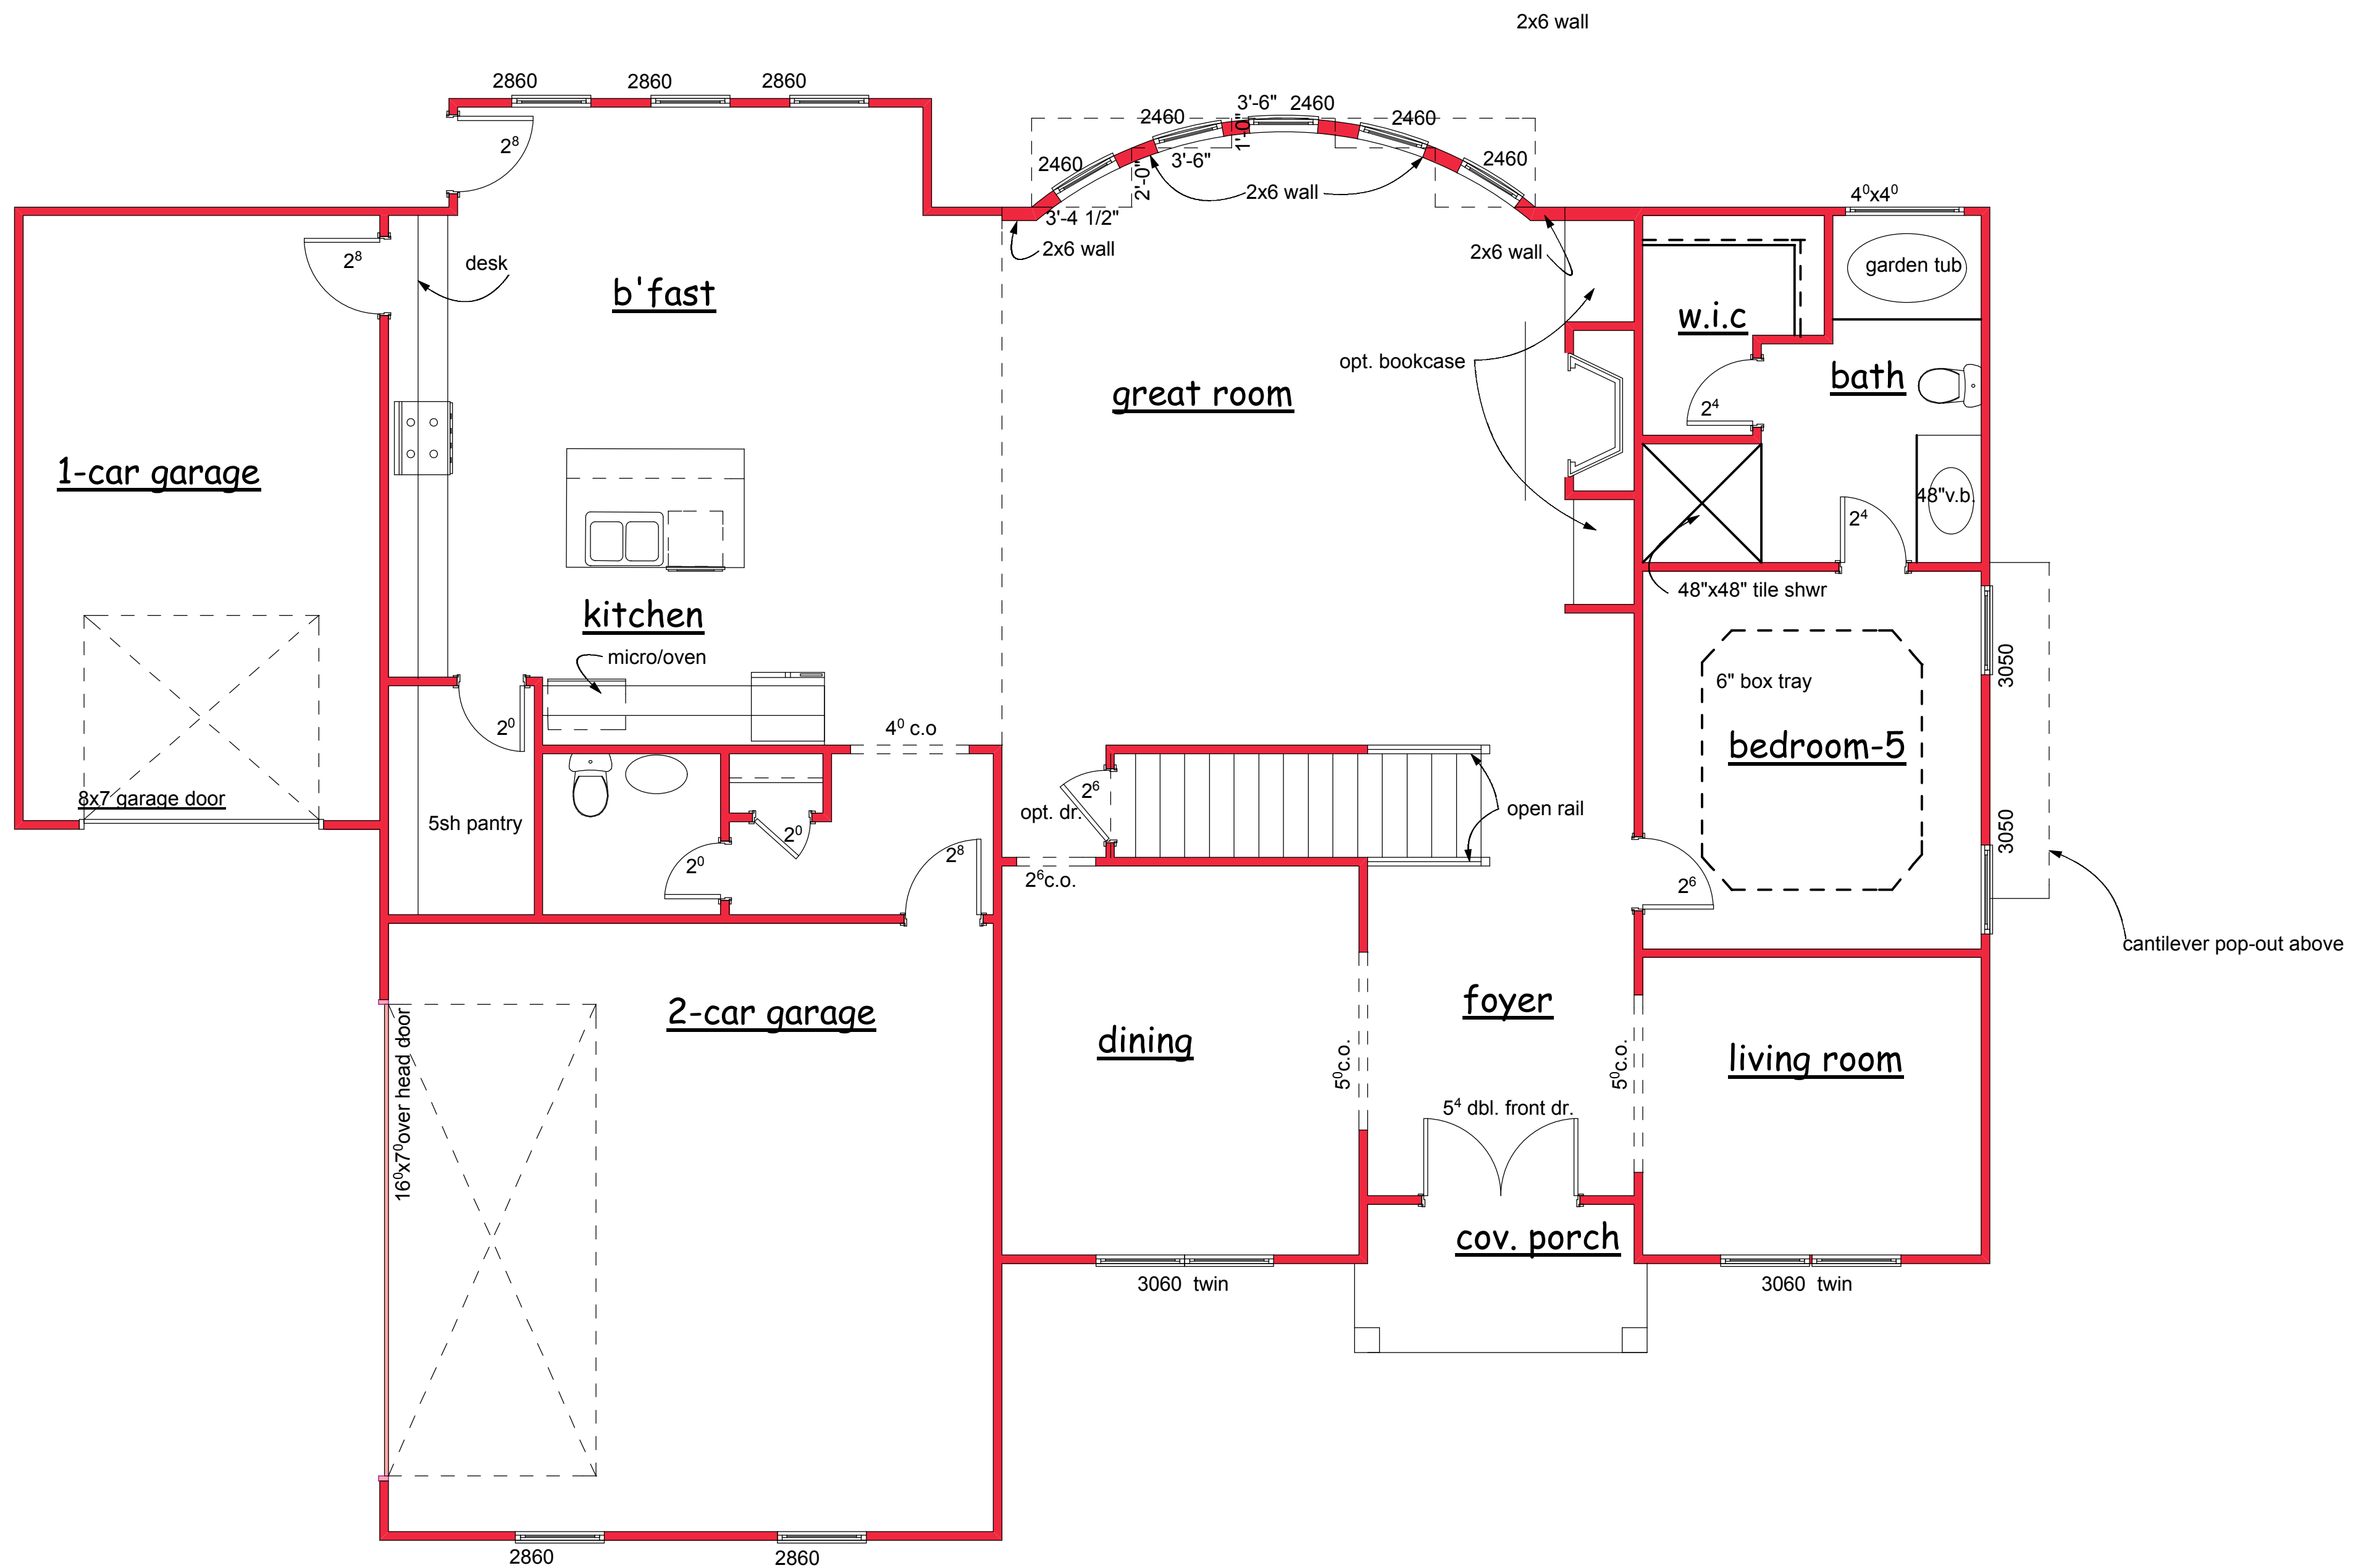 2x6 wall
2860
2860
2860
2460
3'-6"
2460
2460
2460
2460
1'-0"
3'-6"
2'-0"
2x6 wall
3'-4 1/2"
2x6 wall
2x6 wall
4⁰x4⁰
garden tub
2⁸
2⁸
desk
b'fast
w.i.c
opt. bookcase
great room
bath
2⁴
1-car garage
48"v.b.
2⁴
48"x48" tile shwr
kitchen
micro/oven
3050
6" box tray
2⁰
4⁰ c.o
bedroom-5
8x7 garage door
5sh pantry
2⁰
2⁰
2⁸
2⁶
opt. dr.
open rail
3050
2⁶c.o.
2⁶
cantilever pop-out above
2-car garage
16⁰x7⁰over head door
foyer
dining
5⁰c.o.
5⁰c.o.
living room
5⁴ dbl. front dr.
cov. porch
3060 twin
3060 twin
2860
2860